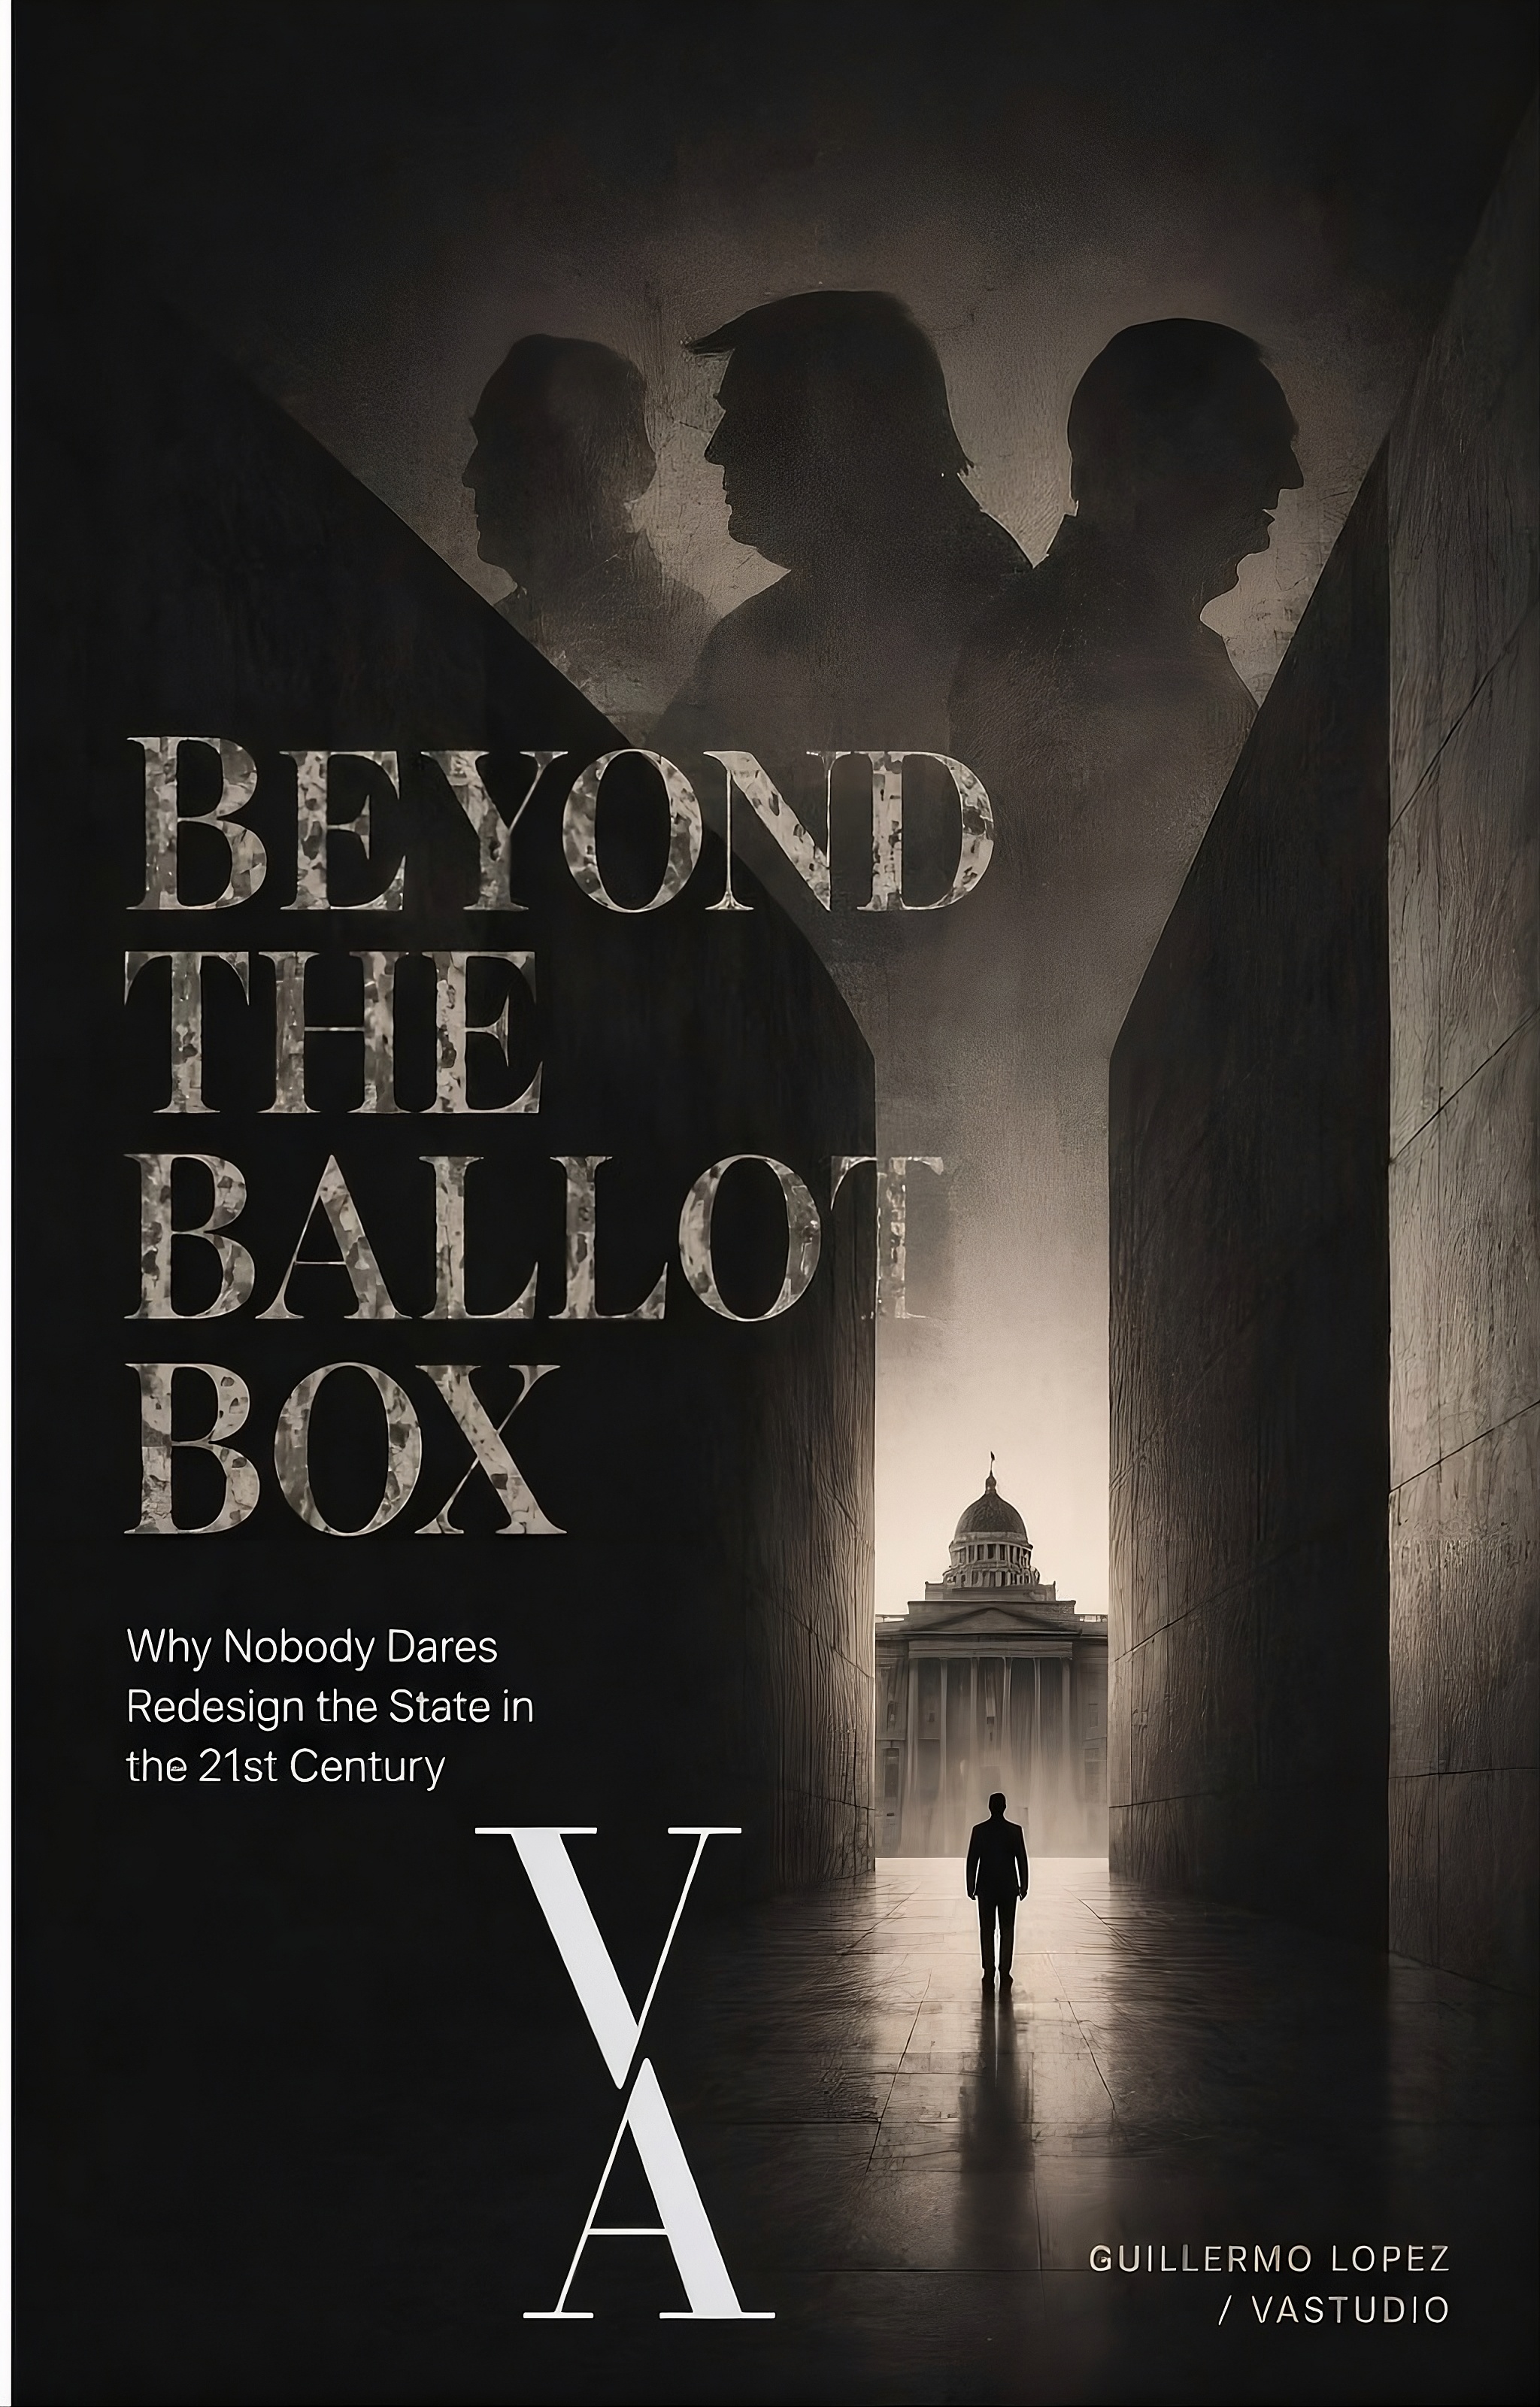 BEYOND
THE
BALLOT
BOX
Why Nobody Dares
Redesign the State in
the 21st Century
V
A
GUILLERMO LOPEZ
/ VASTUDIO